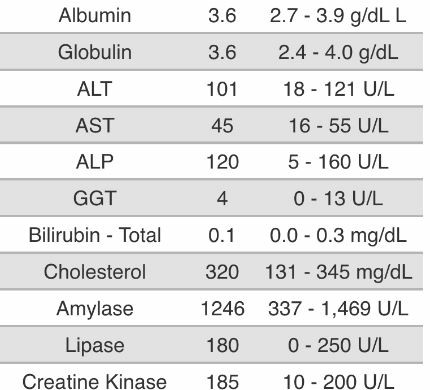 Albumin 3.6 2.7 - 3.9 g/dL L
Globulin 3.6 2.4 - 4.0 g/dL
ALT 101 18 - 121 U/L
AST 45 16 - 55 U/L
ALP 120 5 - 160 U/L
GGT 4 0 - 13 U/L
Bilirubin - Total 0.1 0.0 - 0.3 mg/dL
Cholesterol 320 131 - 345 mg/dL
Amylase 1246 337 - 1,469 U/L
Lipase 180 0 - 250 U/L
Creatine Kinase 185 10 - 200 U/L